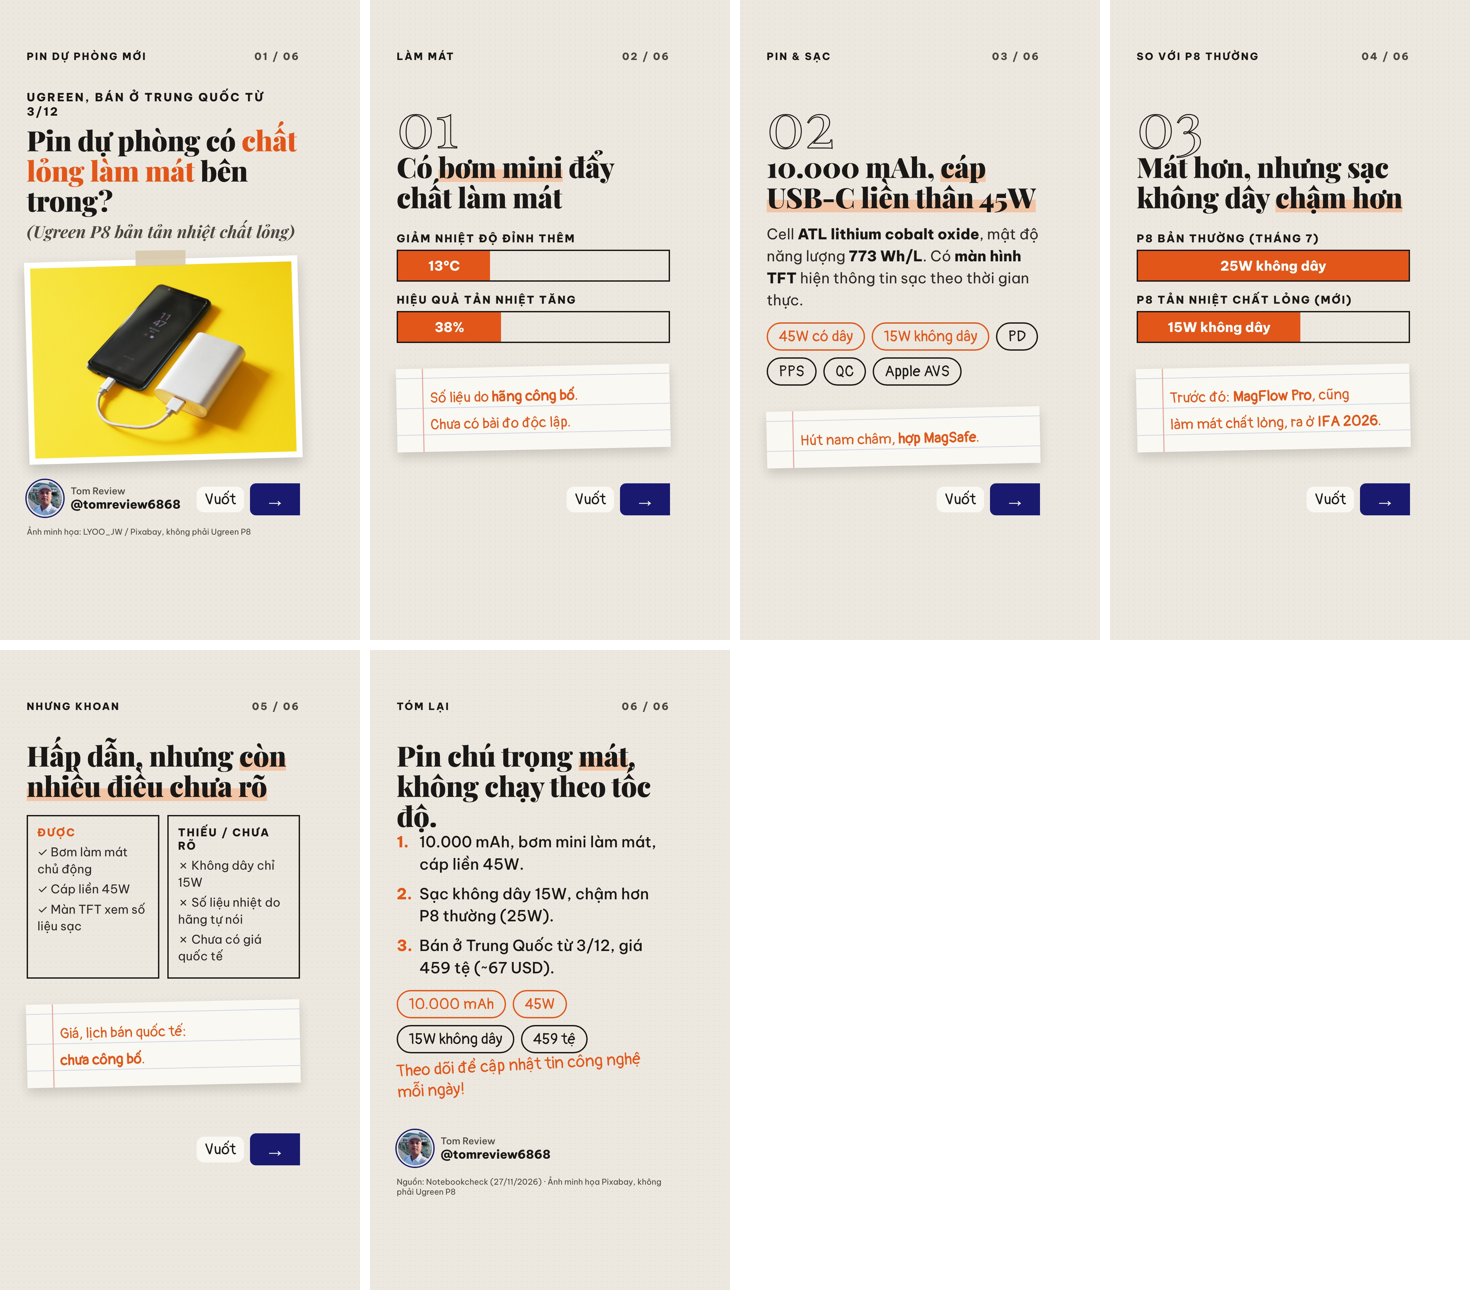 PIN DỰ PHÒNG MỚI
01 / 06
UGREEN, BÁN Ở TRUNG QUỐC TỪ
3/12
Pin dự phòng có chất
lỏng làm mát bên
trong?
(Ugreen P8 bản tản nhiệt chất lỏng)
Tom Review
@tomreview6868
Vuốt
→
Ảnh minh họa: LYOO_JW / Pixabay, không phải Ugreen P8
LÀM MÁT
02 / 06
01
Có bơm mini đẩy
chất làm mát
GIẢM NHIỆT ĐỘ ĐỈNH THÊM
13°C
HIỆU QUẢ TẢN NHIỆT TĂNG
38%
Số liệu do hãng công bố.
Chưa có bài đo độc lập.
Vuốt
→
PIN & SẠC
03 / 06
02
10.000 mAh, cáp
USB-C liền thân 45W
Cell ATL lithium cobalt oxide, mật độ
năng lượng 773 Wh/L. Có màn hình
TFT hiện thông tin sạc theo thời gian
thực.
45W có dây
15W không dây
PD
PPS
QC
Apple AVS
Hút nam châm, hợp MagSafe.
Vuốt
→
SO VỚI P8 THƯỜNG
04 / 06
03
Mát hơn, nhưng sạc
không dây chậm hơn
P8 BẢN THƯỜNG (THÁNG 7)
25W không dây
P8 TẢN NHIỆT CHẤT LỎNG (MỚI)
15W không dây
Trước đó: MagFlow Pro, cũng
làm mát chất lỏng, ra ở IFA 2026.
Vuốt
→
NHƯNG KHOAN
05 / 06
Hấp dẫn, nhưng còn
nhiều điều chưa rõ
ĐƯỢC
✓ Bơm làm mát
chủ động
✓ Cáp liền 45W
✓ Màn TFT xem số
liệu sạc
THIẾU / CHƯA
RÕ
× Không dây chỉ
15W
× Số liệu nhiệt do
hãng tự nói
× Chưa có giá
quốc tế
Giá, lịch bán quốc tế:
chưa công bố.
Vuốt
→
TÓM LẠI
06 / 06
Pin chú trọng mát,
không chạy theo tốc
độ.
1. 10.000 mAh, bơm mini làm mát,
cáp liền 45W.
2. Sạc không dây 15W, chậm hơn
P8 thường (25W).
3. Bán ở Trung Quốc từ 3/12, giá
459 tệ (~67 USD).
10.000 mAh
45W
15W không dây
459 tệ
Theo dõi để cập nhật tin công nghệ
mỗi ngày!
Tom Review
@tomreview6868
Nguồn: Notebookcheck (27/11/2026) · Ảnh minh họa Pixabay, không
phải Ugreen P8